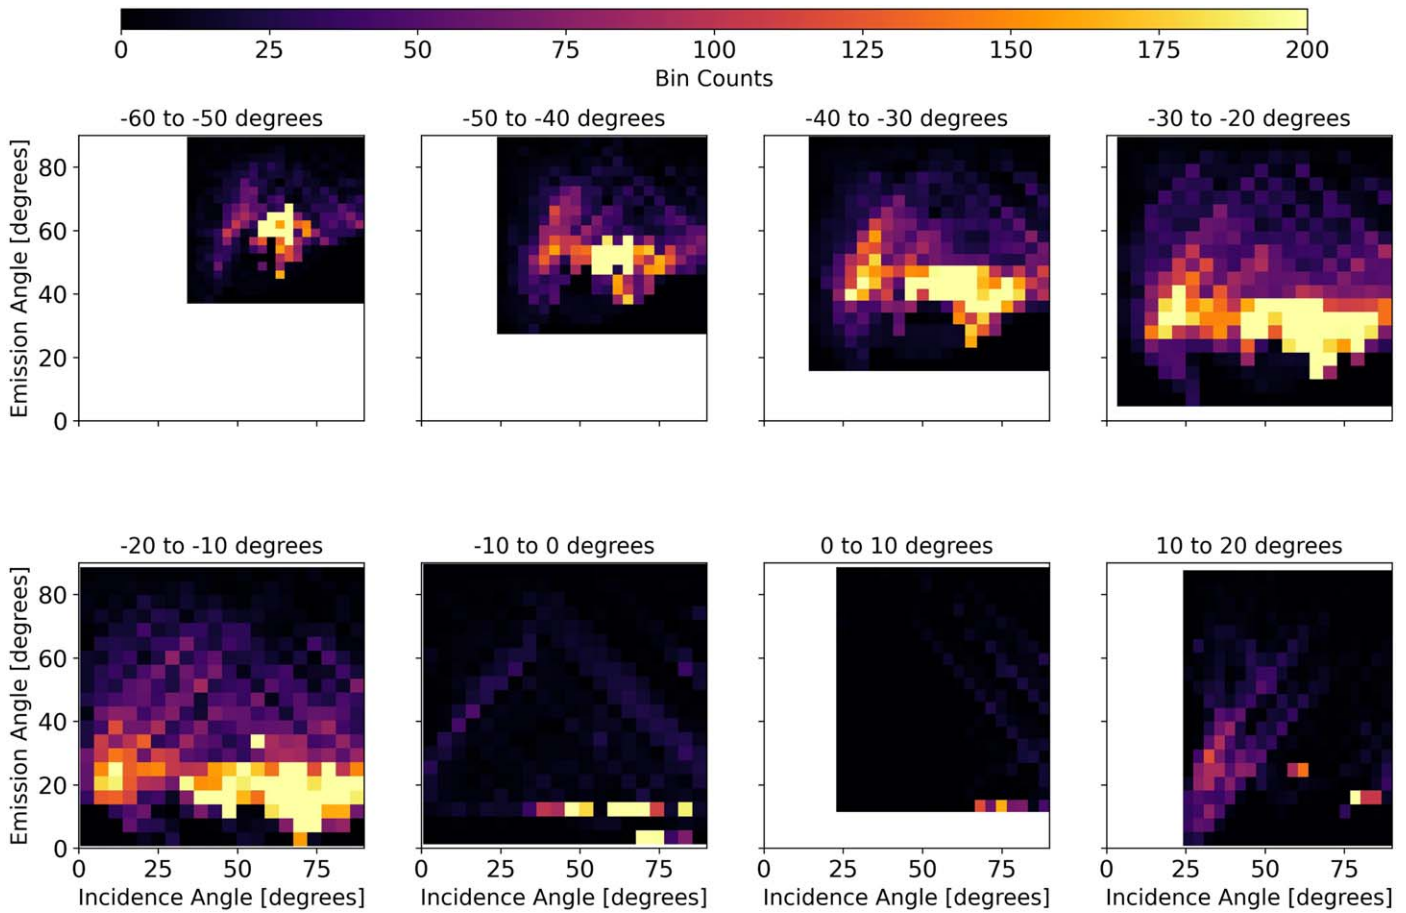 0 25 50 75 100 125 150 175 200
Bin Counts
-60 to -50 degrees -50 to -40 degrees -40 to -30 degrees -30 to -20 degrees
Emission Angle [degrees]
80
60
40
20
0
-20 to -10 degrees -10 to 0 degrees 0 to 10 degrees 10 to 20 degrees
Emission Angle [degrees]
80
60
40
20
0
0 25 50 75 0 25 50 75 0 25 50 75 0 25 50 75
Incidence Angle [degrees] Incidence Angle [degrees] Incidence Angle [degrees] Incidence Angle [degrees]